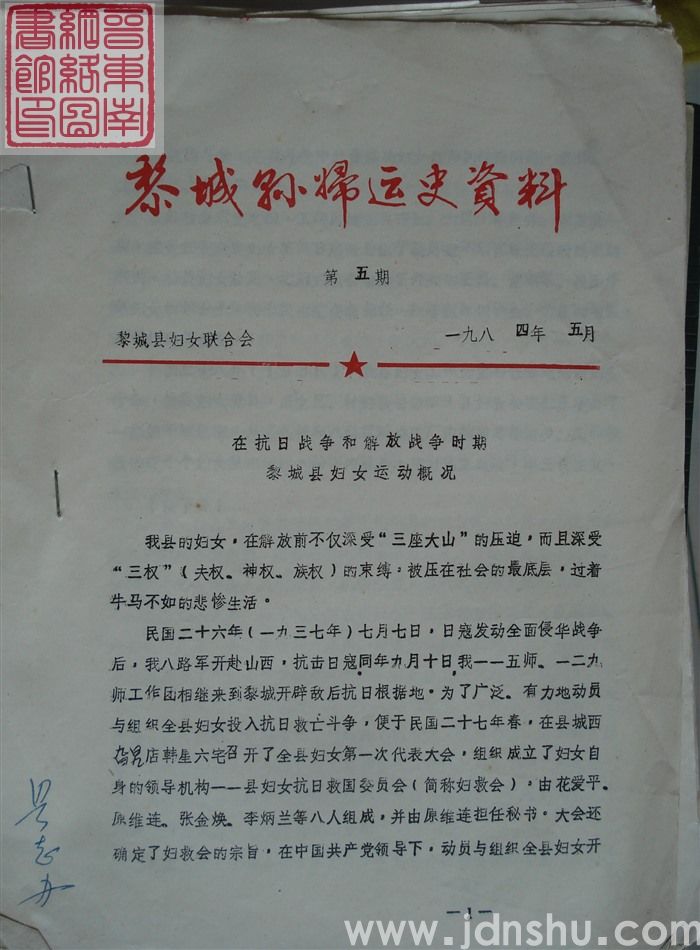 晋东南
網絡圖
書館印
黎城縣婦运史資料
第五期
黎城县妇女联合会 一九八四年五月
在抗日战争和解放战争时期
黎城县妇女运动概况
我县的妇女，在解放前不仅深受“三座大山”的压迫，而且深受
“三权”（夫权、神权、族权）的束缚，被压在社会的最底层，过着
牛马不如的悲惨生活。
民国二十六年（一九三七年）七月七日，日寇发动全面侵华战争
后，我八路军开赴山西，抗击日寇同年九月十日，我一一五师、一二九
师工作团相继来到黎城开辟敌后抗日根据地。为了广泛、有力地动员
与组织全县妇女投入抗日救亡斗争，便于民国二十七年春，在县城西
店韩星六宅召开了全县妇女第一次代表大会，组织成立了妇女自
身的领导机构——县妇女抗日救国委员会（简称妇救会），由花爱平、
原维连、张金焕、李炳兰等八人组成，并由原维连担任秘书。大会还
确定了妇救会的宗旨，在中国共产党领导下，动员与组织全县妇女开
县志办
—1—
www.jdnshu.com